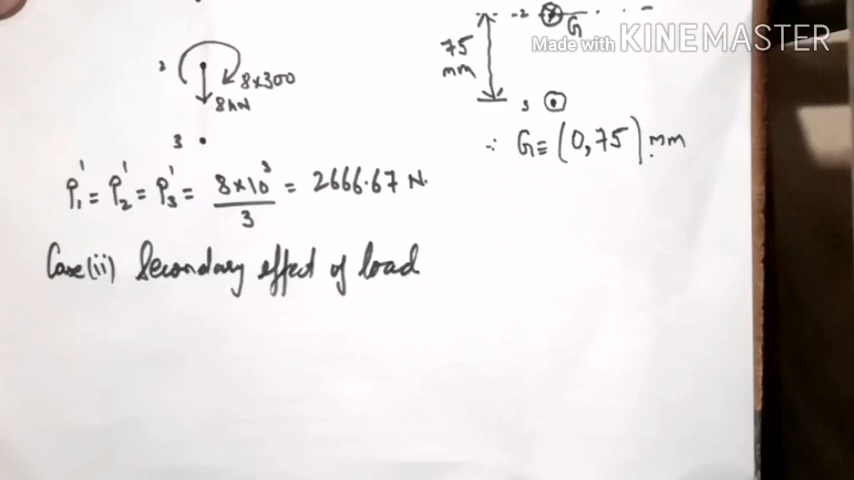 2 G
Made with KINEMASTER
75
mm
2 8×300
8kN
3
3
∴ G ≡ (0,75) mm
P₁' = P₂' = P₃' = 8×10³/3 = 2666.67 N.
Case(ii) Secondary effect of load